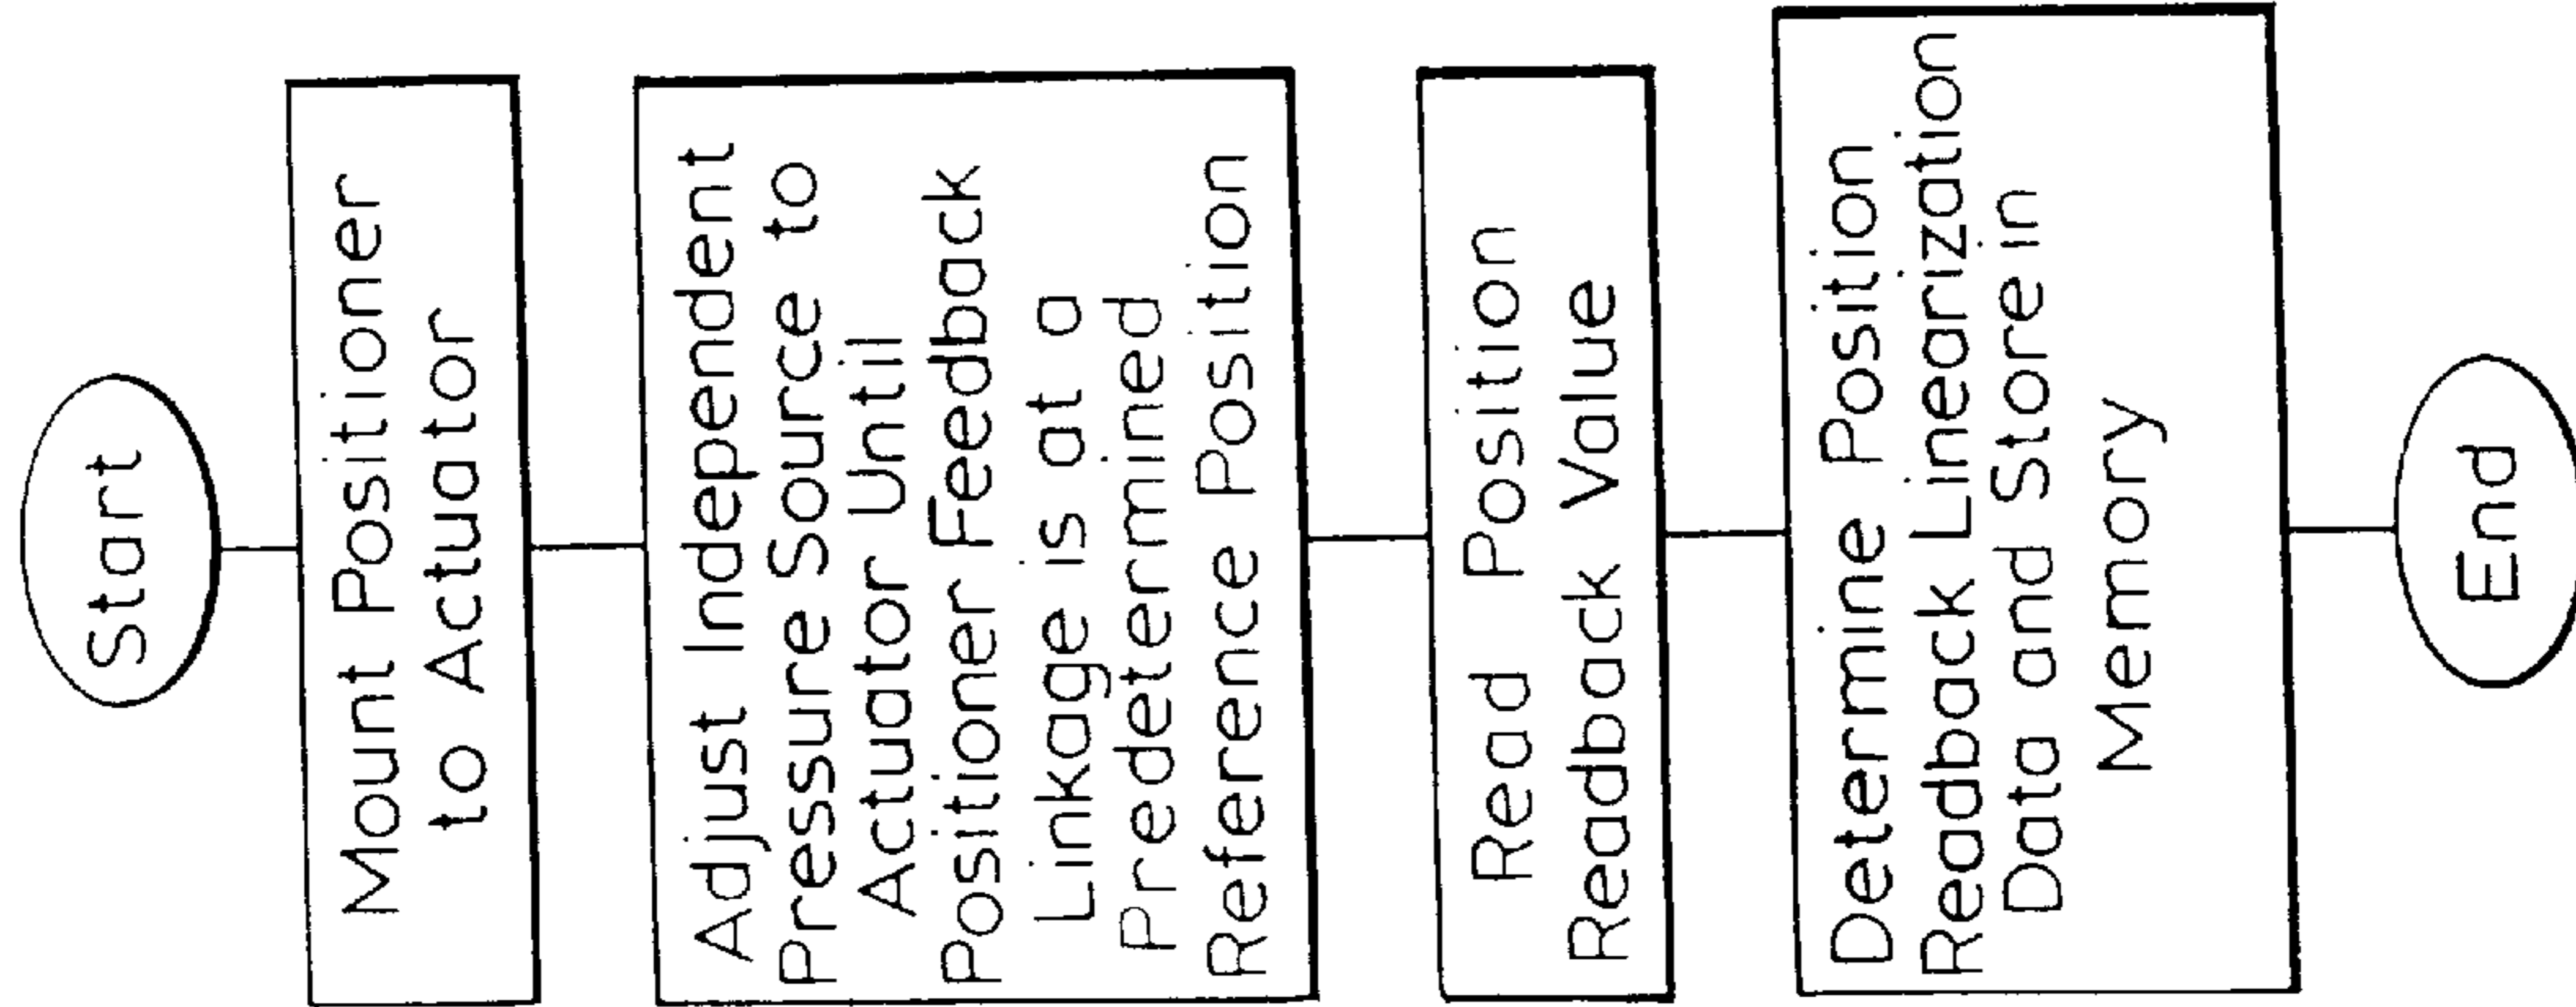 Start
Mount Positioner
to Actuator
Adjust Independent
Pressure Source to
Actuator Until
Positioner Feedback
Linkage is at a
Predetermined
Reference Position
Read Position
Readback Value
Determine Position
Readback Linearization
Data and Store in
Memory
End